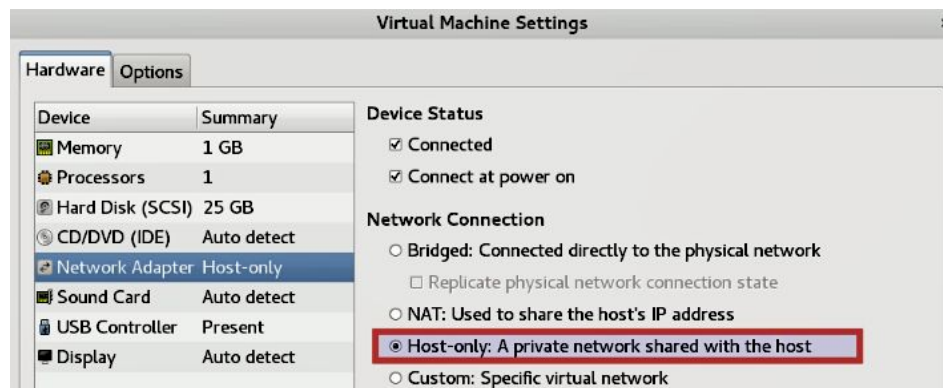 Virtual Machine Settings
Hardware Options
Device Summary
Memory 1 GB
Processors 1
Hard Disk (SCSI) 25 GB
CD/DVD (IDE) Auto detect
Network Adapter Host-only
Sound Card Auto detect
USB Controller Present
Display Auto detect
Device Status
Connected
Connect at power on
Network Connection
Bridged: Connected directly to the physical network
Replicate physical network connection state
NAT: Used to share the host's IP address
Host-only: A private network shared with the host
Custom: Specific virtual network